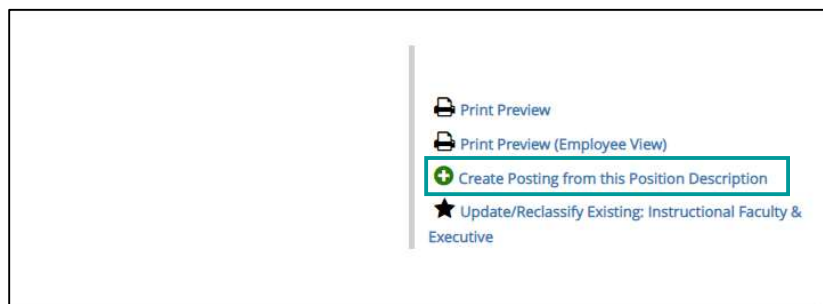 Print Preview
Print Preview (Employee View)
Create Posting from this Position Description
Update/Reclassify Existing: Instructional Faculty &
Executive